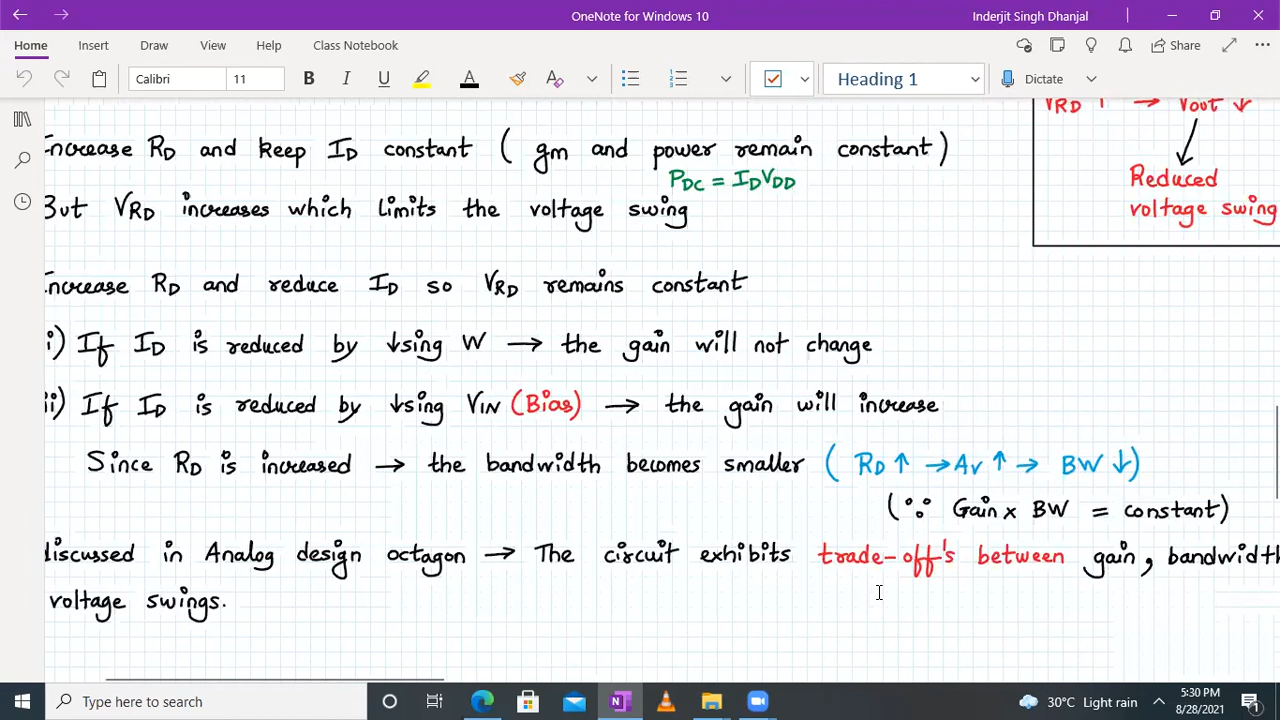 OneNote for Windows 10
Inderjit Singh Dhanjal
Home Insert Draw View Help Class Notebook
Share
Calibri 11 B I U A Heading 1 Dictate
VRD ↑ → Vout ↓
Increase RD and keep ID constant ( gm and power remain constant )
PDC = IDVDD
Reduced
voltage swing
But VRD increases which limits the voltage swing
Increase RD and reduce ID so VRD remains constant
i) If ID is reduced by ↓sing W → the gain will not change
ii) If ID is reduced by ↓sing VIN (Bias) → the gain will increase
Since RD is increased → the bandwidth becomes smaller ( RD ↑ → Av ↑ → BW ↓ )
(∵ Gain x BW = constant)
discussed in Analog design octagon → The circuit exhibits trade-off's between gain, bandwidth
voltage swings.
Type here to search
30°C Light rain
5:30 PM
8/28/2021
1